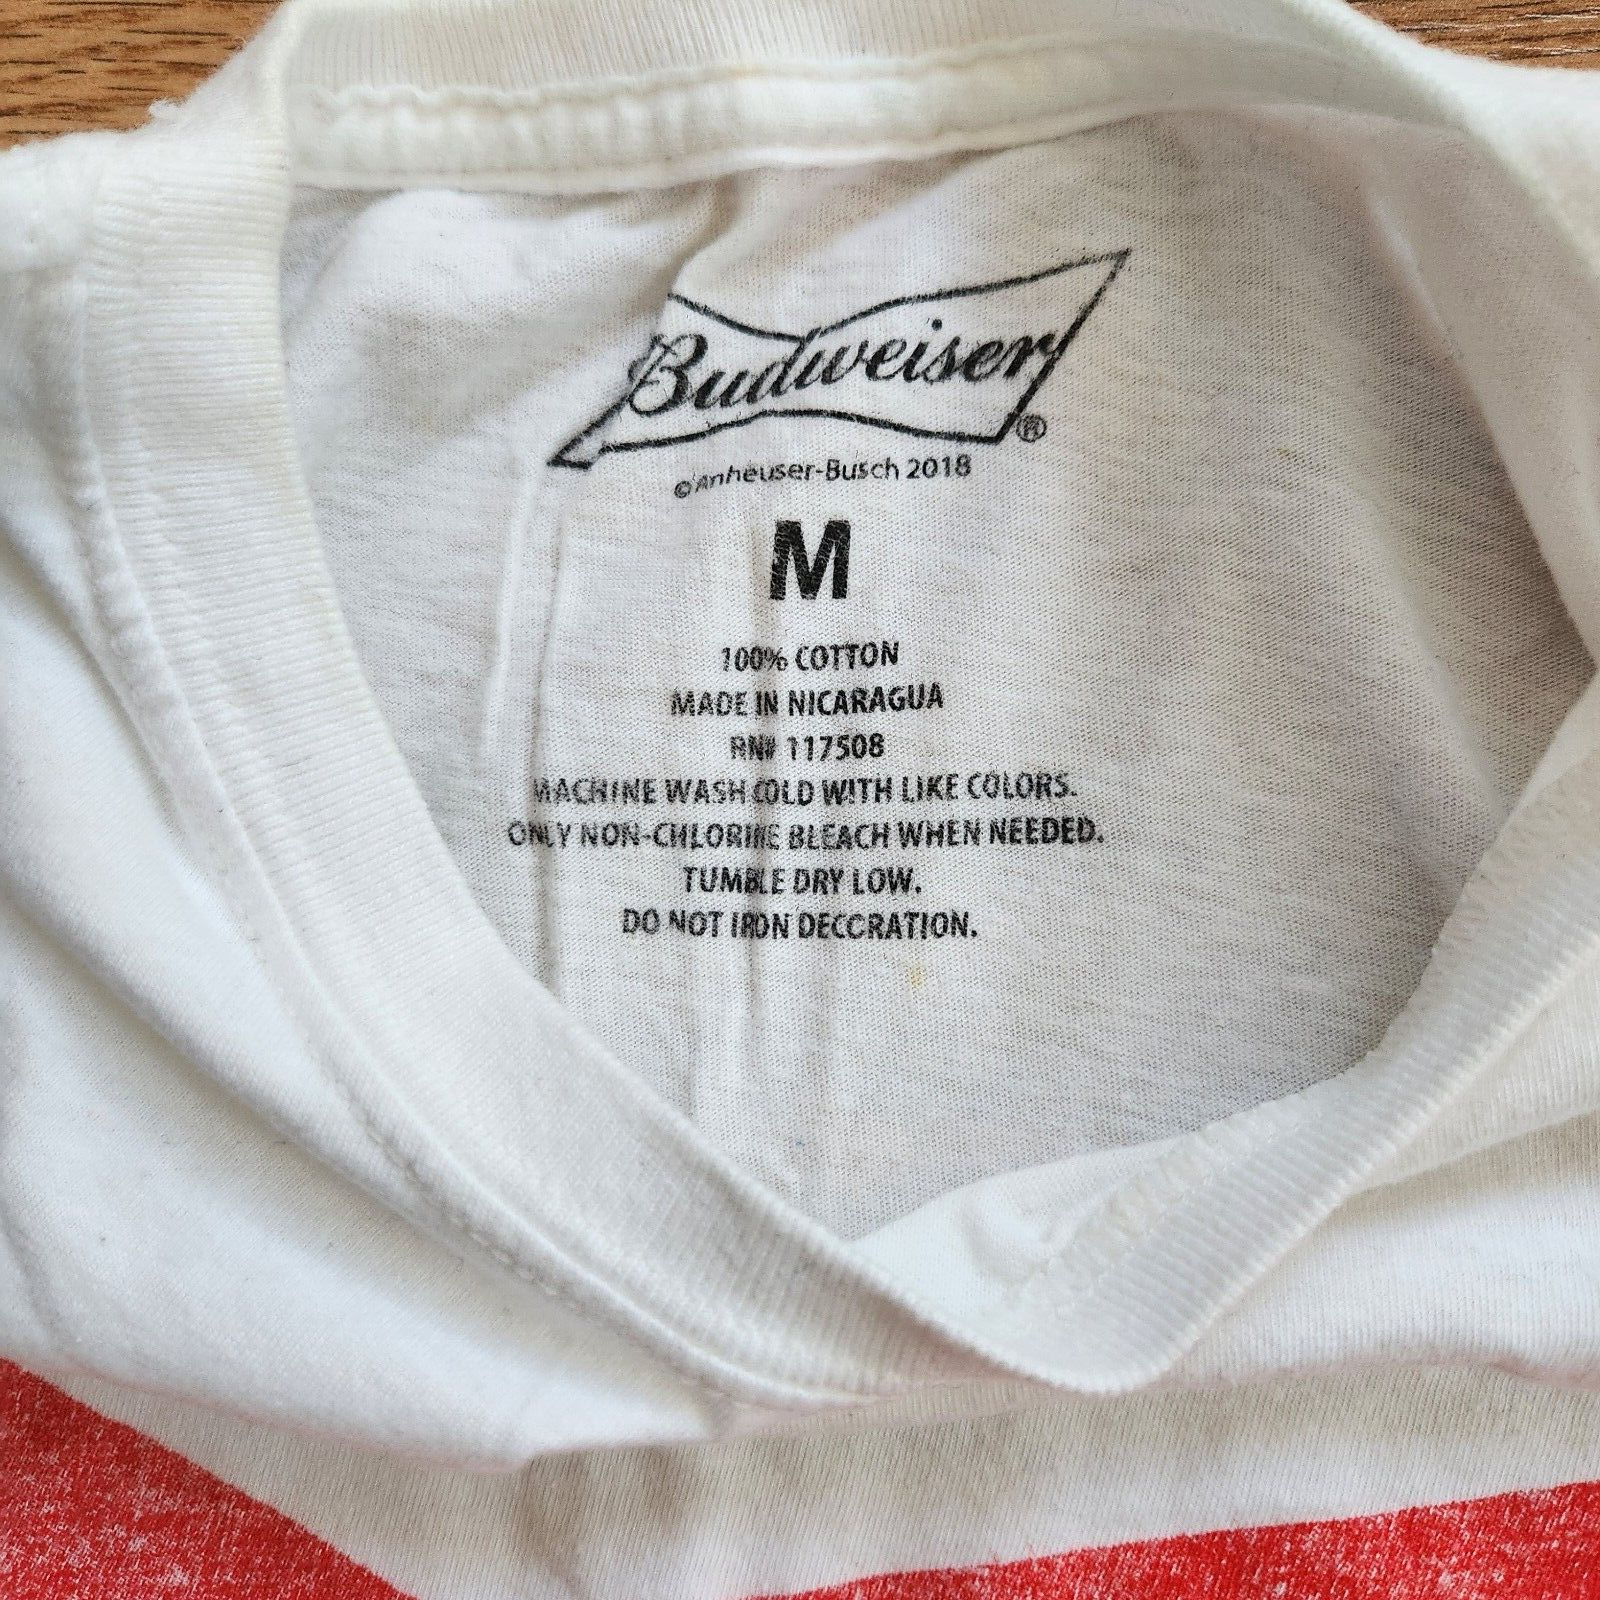 Budweiser®
©Anheuser-Busch 2018
M
100% COTTON
MADE IN NICARAGUA
RN# 117508
MACHINE WASH COLD WITH LIKE COLORS.
ONLY NON-CHLORINE BLEACH WHEN NEEDED.
TUMBLE DRY LOW.
DO NOT IRON DECORATION.